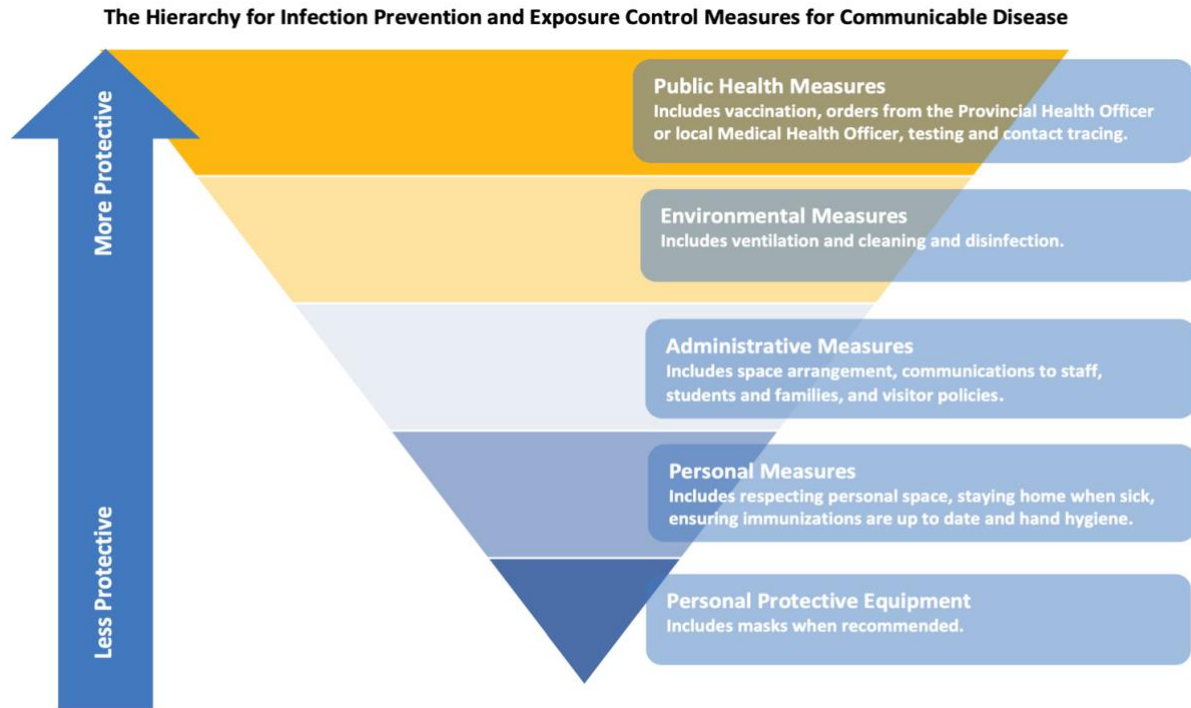 The Hierarchy for Infection Prevention and Exposure Control Measures for Communicable Disease
More Protective
Less Protective
Public Health Measures
Includes vaccination, orders from the Provincial Health Officer
or local Medical Health Officer, testing and contact tracing.
Environmental Measures
Includes ventilation and cleaning and disinfection.
Administrative Measures
Includes space arrangement, communications to staff,
students and families, and visitor policies.
Personal Measures
Includes respecting personal space, staying home when sick,
ensuring immunizations are up to date and hand hygiene.
Personal Protective Equipment
Includes masks when recommended.